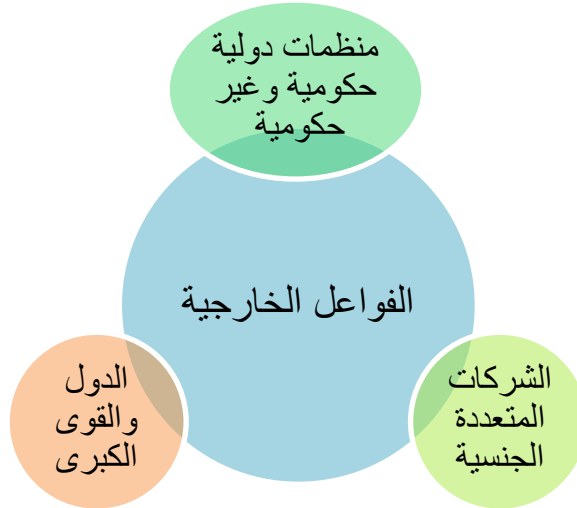 منظمات دولية
حكومية وغير
حكومية
الفواعل الخارجية
الشركات
المتعددة
الجنسية
الدول
والقوى
الكبرى